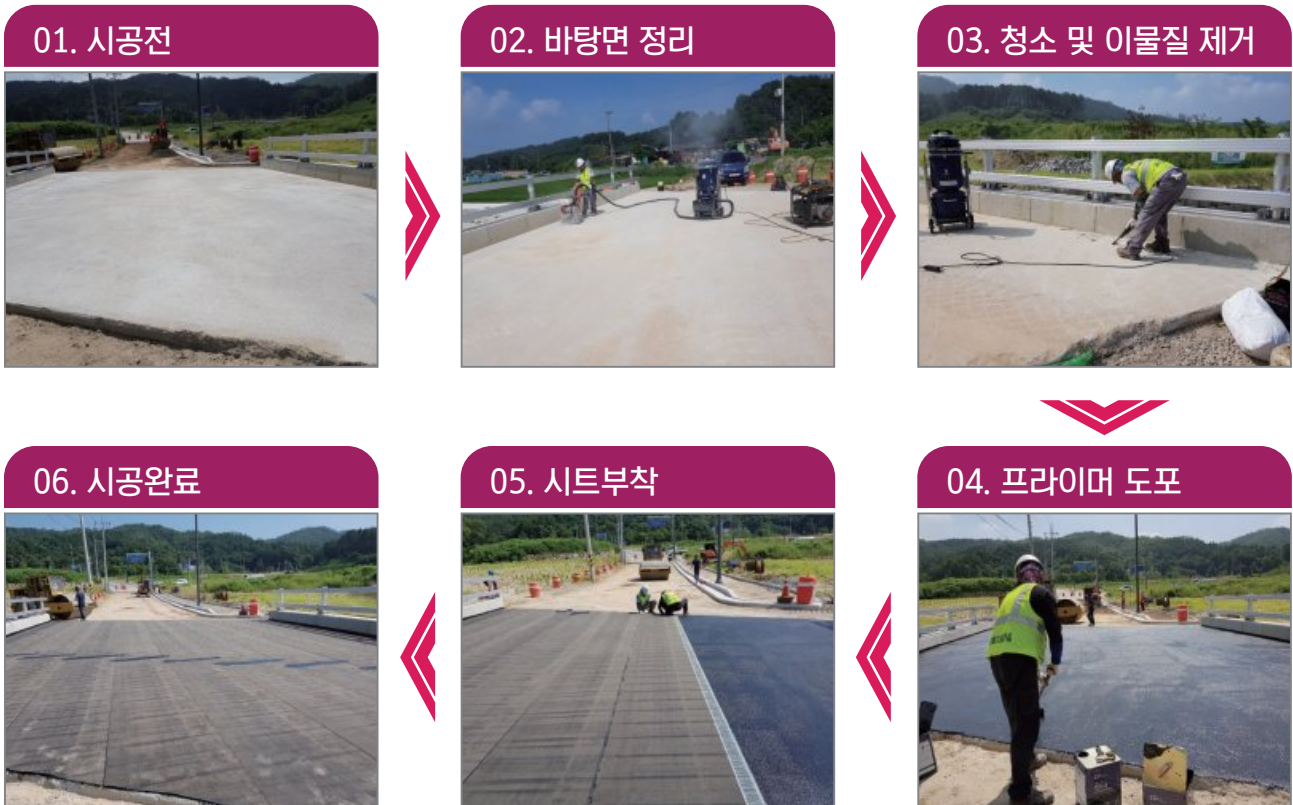 01. 시공전
02. 바탕면 정리
03. 청소 및 이물질 제거
04. 프라이머 도포
05. 시트부착
06. 시공완료